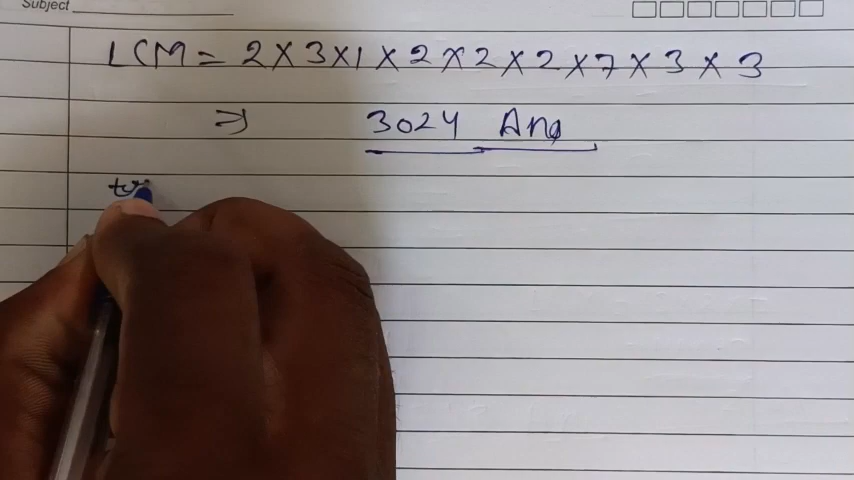 Subject
LCM = 2 X 3 X 1 X 2 X 2 X 2 X 7 X 3 X 3
⇒ 3024 Ans